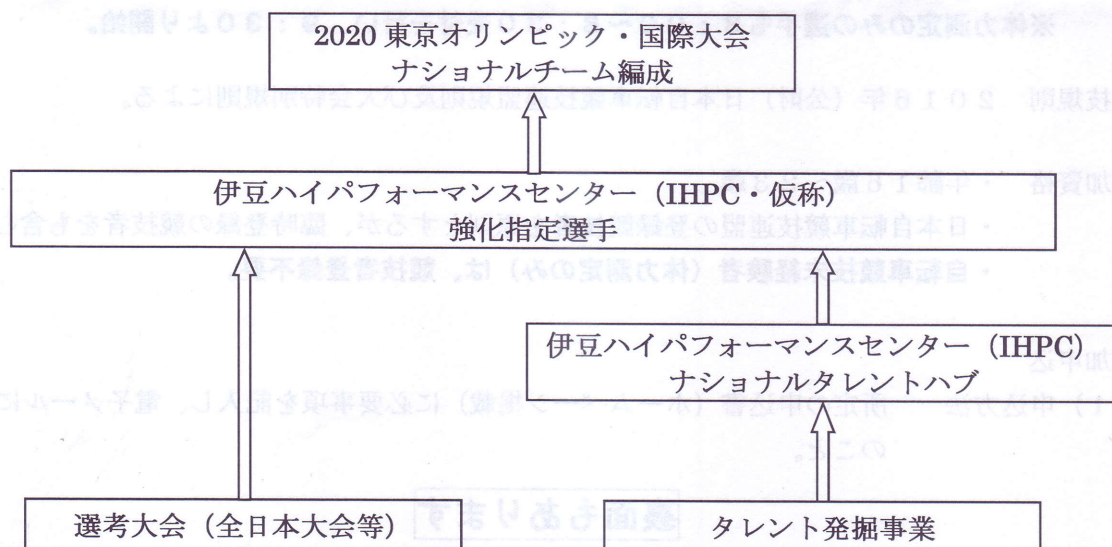 2020 東京オリンピック・国際大会
ナショナルチーム編成
伊豆ハイパフォーマンスセンター (IHPC・仮称)
強化指定選手
伊豆ハイパフォーマンスセンター (IHPC)
ナショナルタレントハブ
選考大会（全日本大会等）
タレント発掘事業